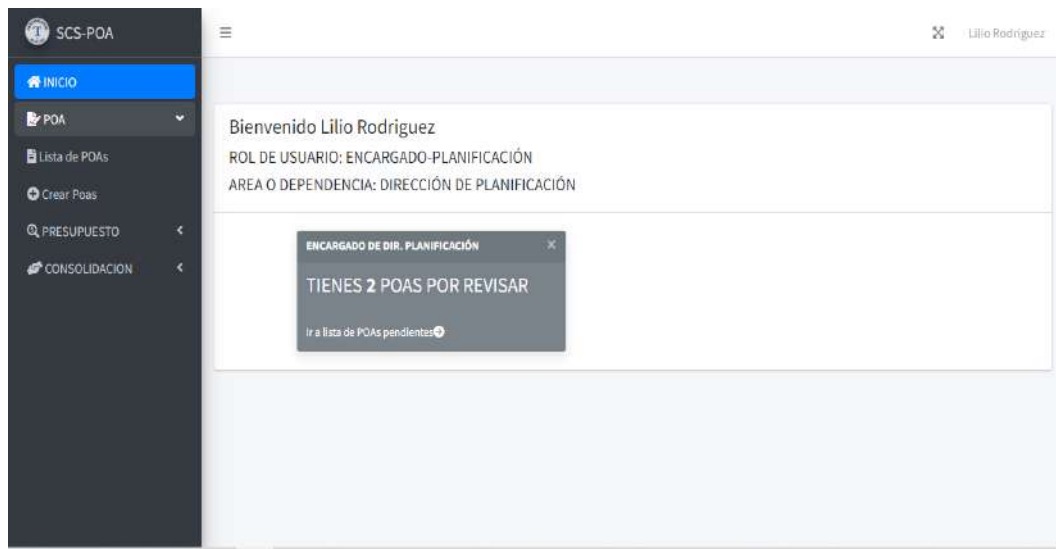 SCS-POA
Lilio Rodriguez
INICIO
POA
Lista de POAs
Crear Poas
PRESUPUESTO
CONSOLIDACION
Bienvenido Lilio Rodriguez
ROL DE USUARIO: ENCARGADO-PLANIFICACIÓN
AREA O DEPENDENCIA: DIRECCIÓN DE PLANIFICACIÓN
ENCARGADO DE DIR. PLANIFICACIÓN
TIENES 2 POAS POR REVISAR
Ir a lista de POAs pendientes